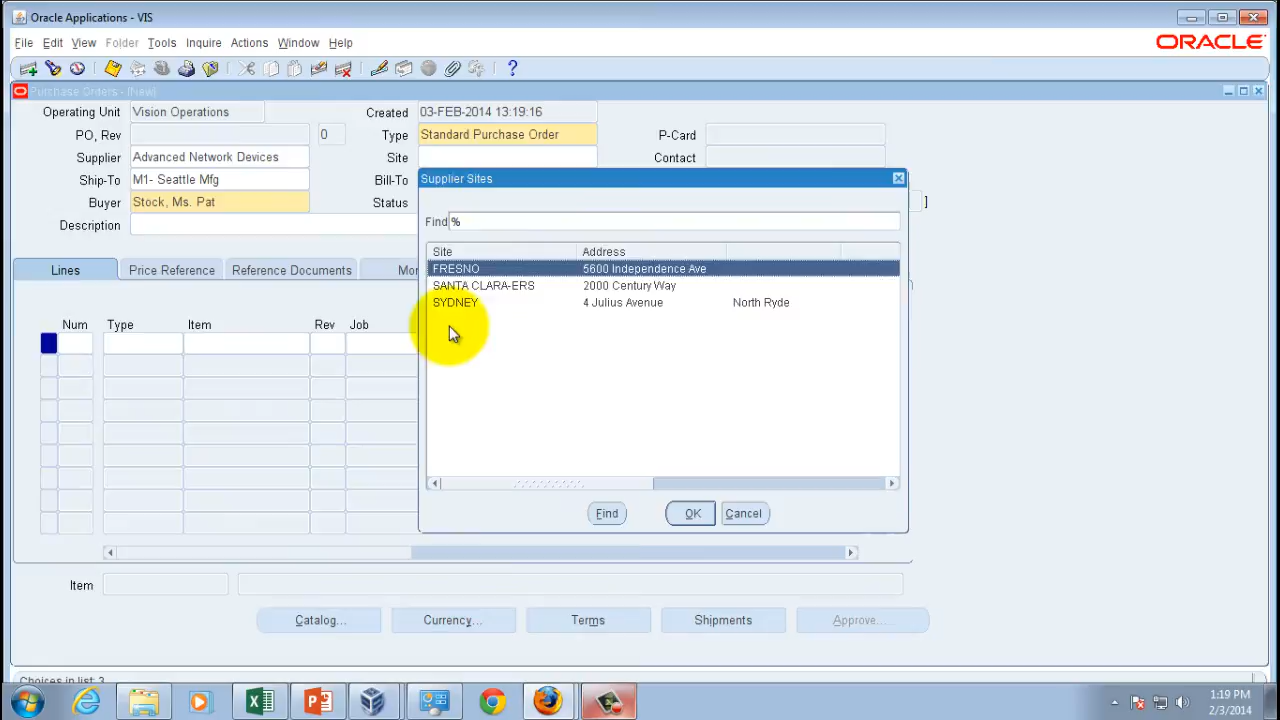 Oracle Applications - VIS
File Edit View Folder Tools Inquire Actions Window Help
ORACLE
Purchase Orders - [New]
Operating Unit Vision Operations Created 03-FEB-2014 13:19:16
PO, Rev 0 Type Standard Purchase Order P-Card
Supplier Advanced Network Devices Site Contact
Ship-To M1- Seattle Mfg Bill-To
Buyer Stock, Ms. Pat Status ]
Description
Supplier Sites
Find %
Site Address
FRESNO 5600 Independence Ave
SANTA CLARA-ERS 2000 Century Way
SYDNEY 4 Julius Avenue North Ryde
Find OK Cancel
Lines Price Reference Reference Documents Mor
Num Type Item Rev Job
Item
Catalog... Currency... Terms Shipments Approve...
Choices in list: 3
1:19 PM
2/3/2014